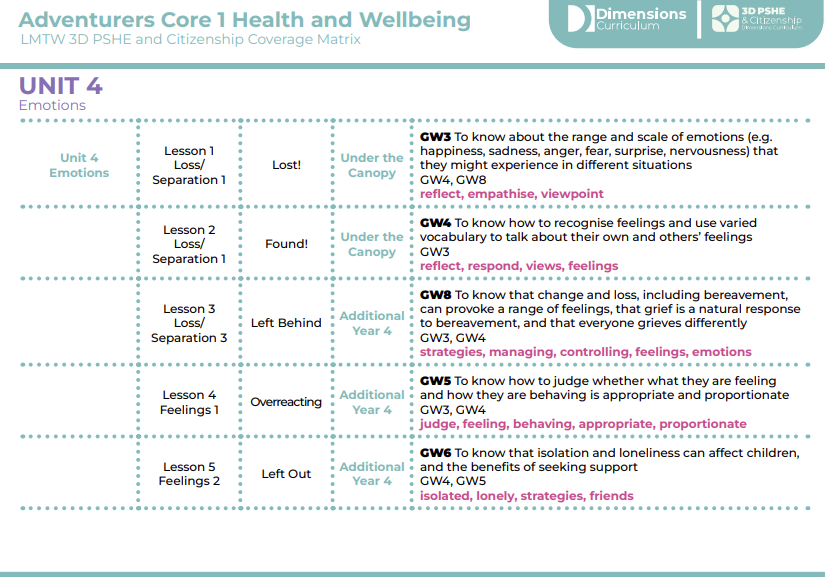 Adventurers Core 1 Health and Wellbeing
LMTW 3D PSHE and Citizenship Coverage Matrix
Dimensions
Curriculum
3D PSHE
& Citizenship
Dimensions Curriculum
UNIT 4
Emotions
Unit 4
Emotions
Lesson 1
Loss/
Separation 1
Lost!
Under the
Canopy
GW3 To know about the range and scale of emotions (e.g.
happiness, sadness, anger, fear, surprise, nervousness) that
they might experience in different situations
GW4, GW8
reflect, empathise, viewpoint
Lesson 2
Loss/
Separation 1
Found!
Under the
Canopy
GW4 To know how to recognise feelings and use varied
vocabulary to talk about their own and others' feelings
GW3
reflect, respond, views, feelings
Lesson 3
Loss/
Separation 3
Left Behind
Additional
Year 4
GW8 To know that change and loss, including bereavement,
can provoke a range of feelings, that grief is a natural response
to bereavement, and that everyone grieves differently
GW3, GW4
strategies, managing, controlling, feelings, emotions
Lesson 4
Feelings 1
Overreacting
Additional
Year 4
GW5 To know how to judge whether what they are feeling
and how they are behaving is appropriate and proportionate
GW3, GW4
judge, feeling, behaving, appropriate, proportionate
Lesson 5
Feelings 2
Left Out
Additional
Year 4
GW6 To know that isolation and loneliness can affect children,
and the benefits of seeking support
GW4, GW5
isolated, lonely, strategies, friends